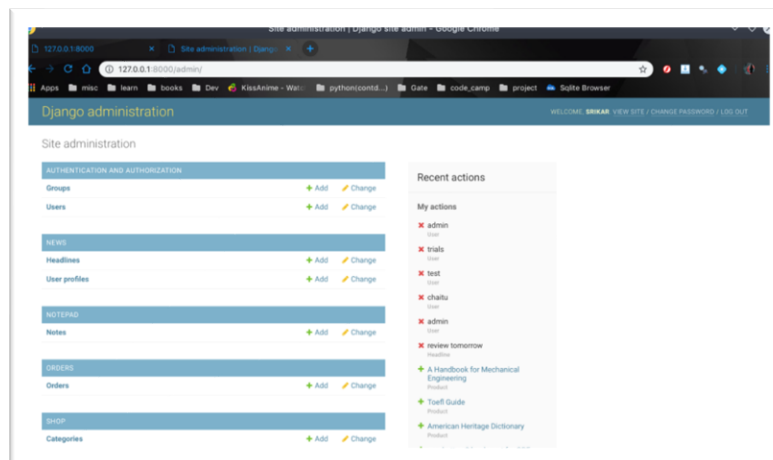 Site administration | Django site admin - Google Chrome
127.0.0.1:8000 × Site administration | Django ×
127.0.0.1:8000/admin/
Apps misc learn books Dev KissAnime - Watc python(contd...) Gate code_camp project Sqlite Browser
Django administration
WELCOME, SRIKAR. VIEW SITE / CHANGE PASSWORD / LOG OUT
Site administration
AUTHENTICATION AND AUTHORIZATION
Groups Add Change
Users Add Change
NEWS
Headlines Add Change
User profiles Add Change
NOTEPAD
Notes Add Change
ORDERS
Orders Add Change
SHOP
Categories Add Change
Recent actions
My actions
admin
User
trials
User
test
User
chaitu
User
admin
User
review tomorrow
Headline
A Handbook for Mechanical
Engineering
Product
Toefl Guide
Product
American Heritage Dictionary
Product